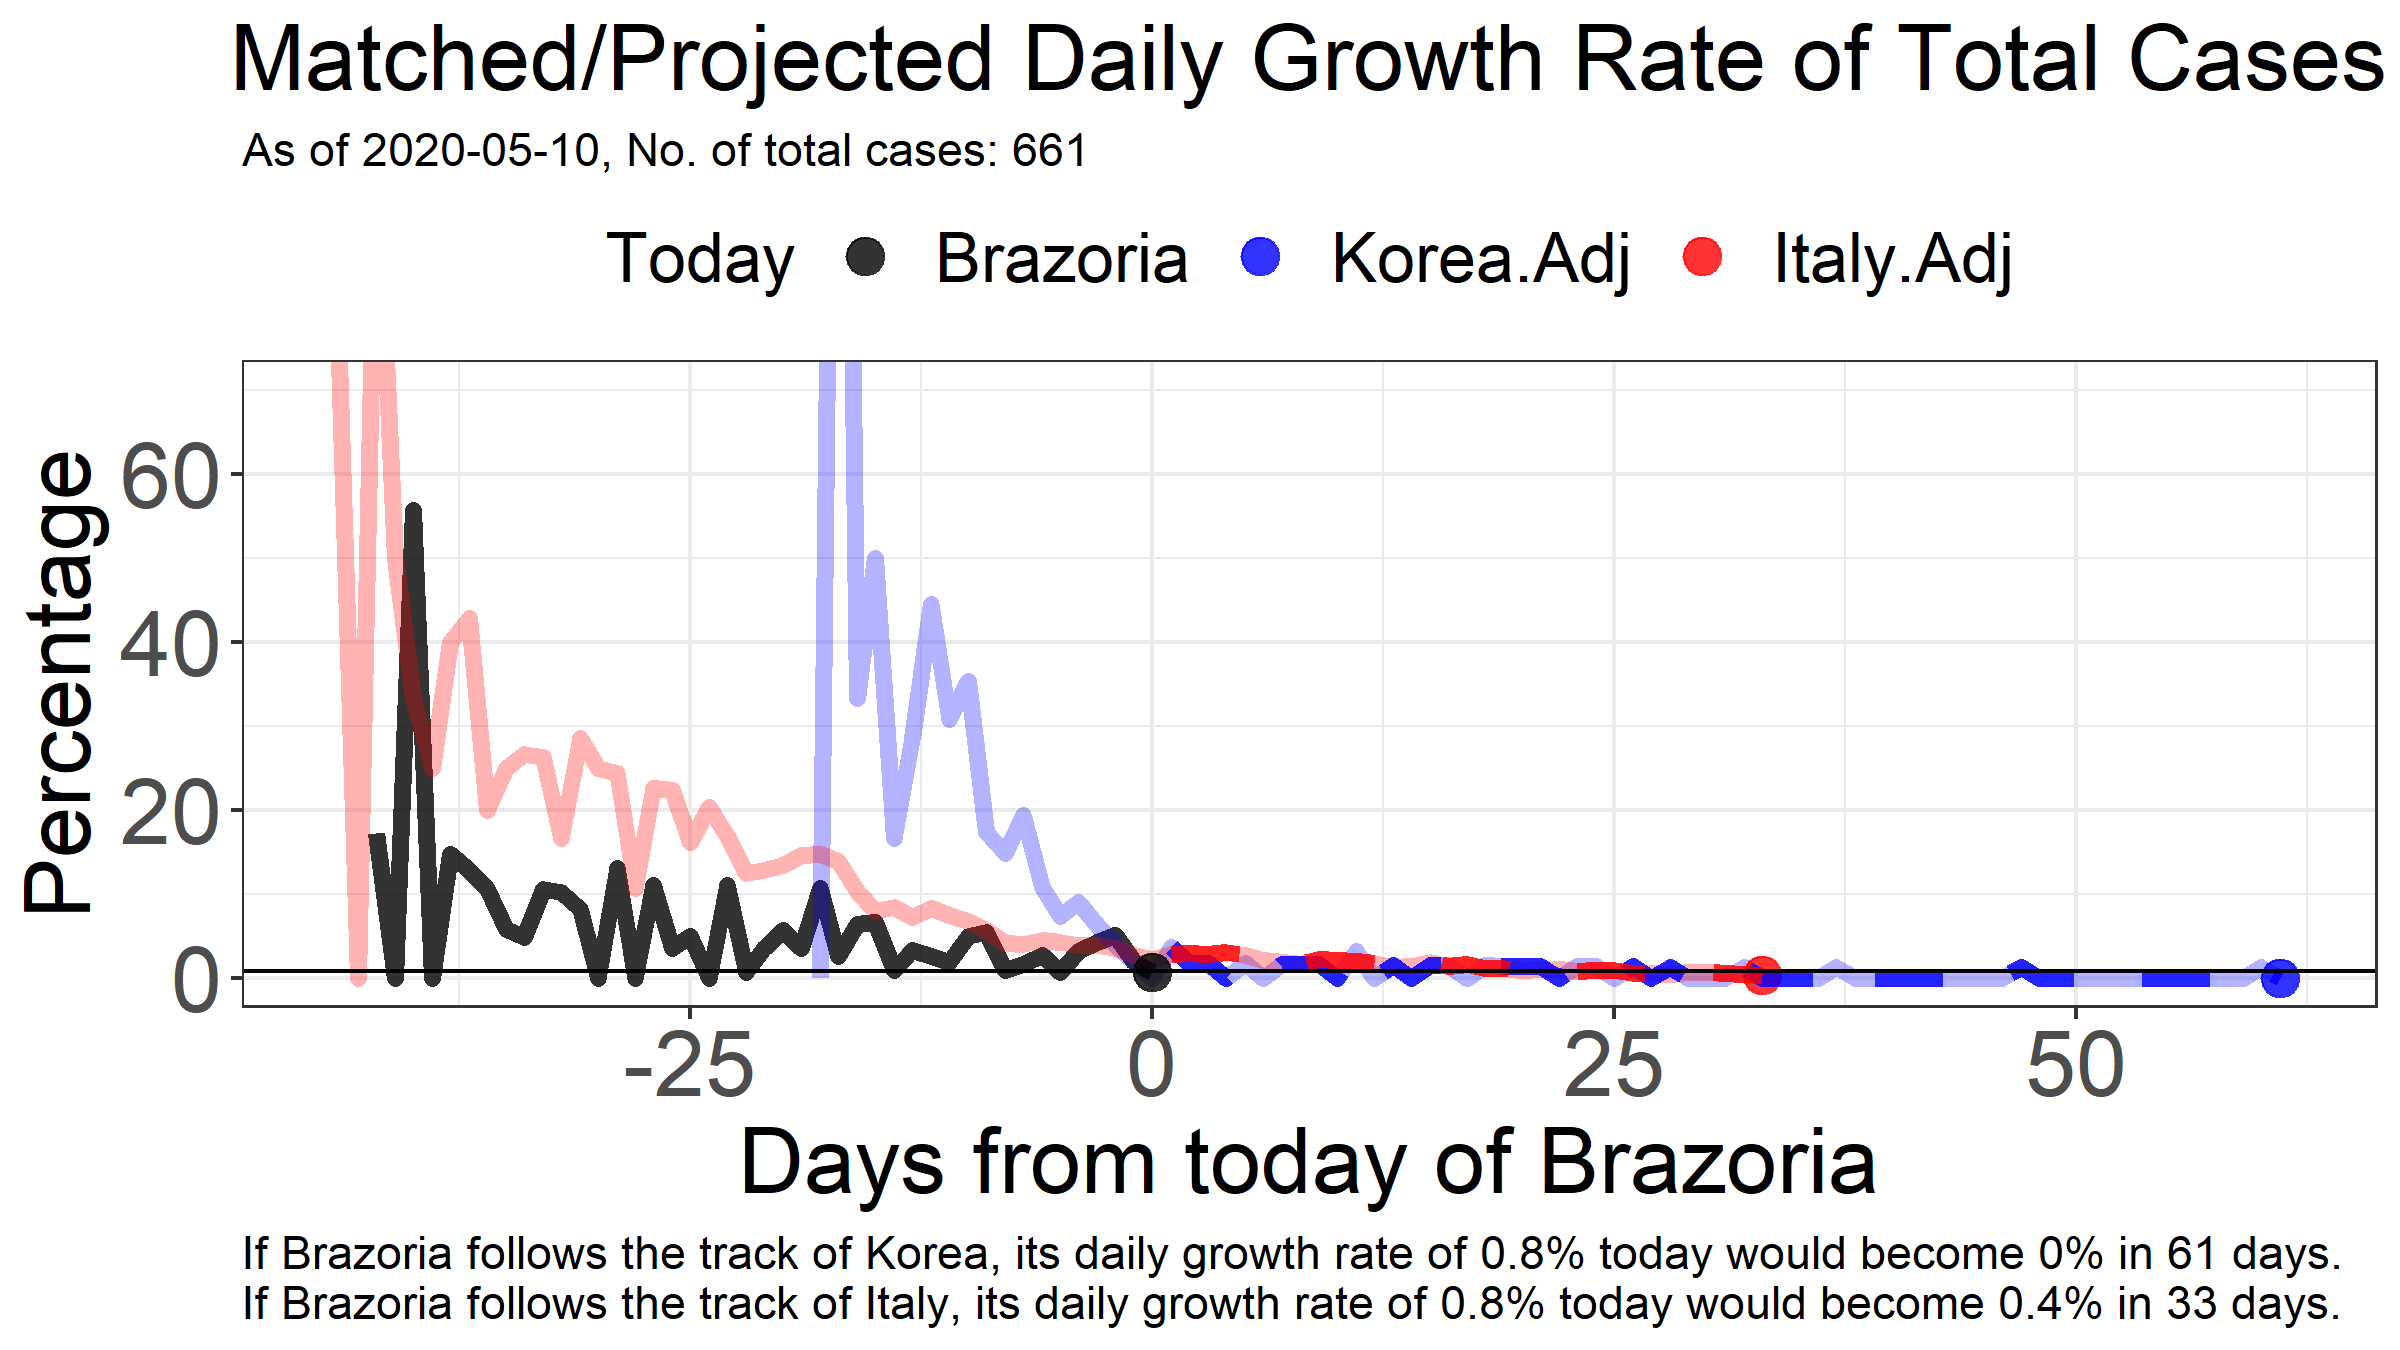 Matched/Projected Daily Growth Rate of Total Cases
As of 2020-05-10, No. of total cases: 661
Today Brazoria Korea.Adj Italy.Adj
Percentage
60
40
20
0
-25 0 25 50
Days from today of Brazoria
If Brazoria follows the track of Korea, its daily growth rate of 0.8% today would become 0% in 61 days.
If Brazoria follows the track of Italy, its daily growth rate of 0.8% today would become 0.4% in 33 days.